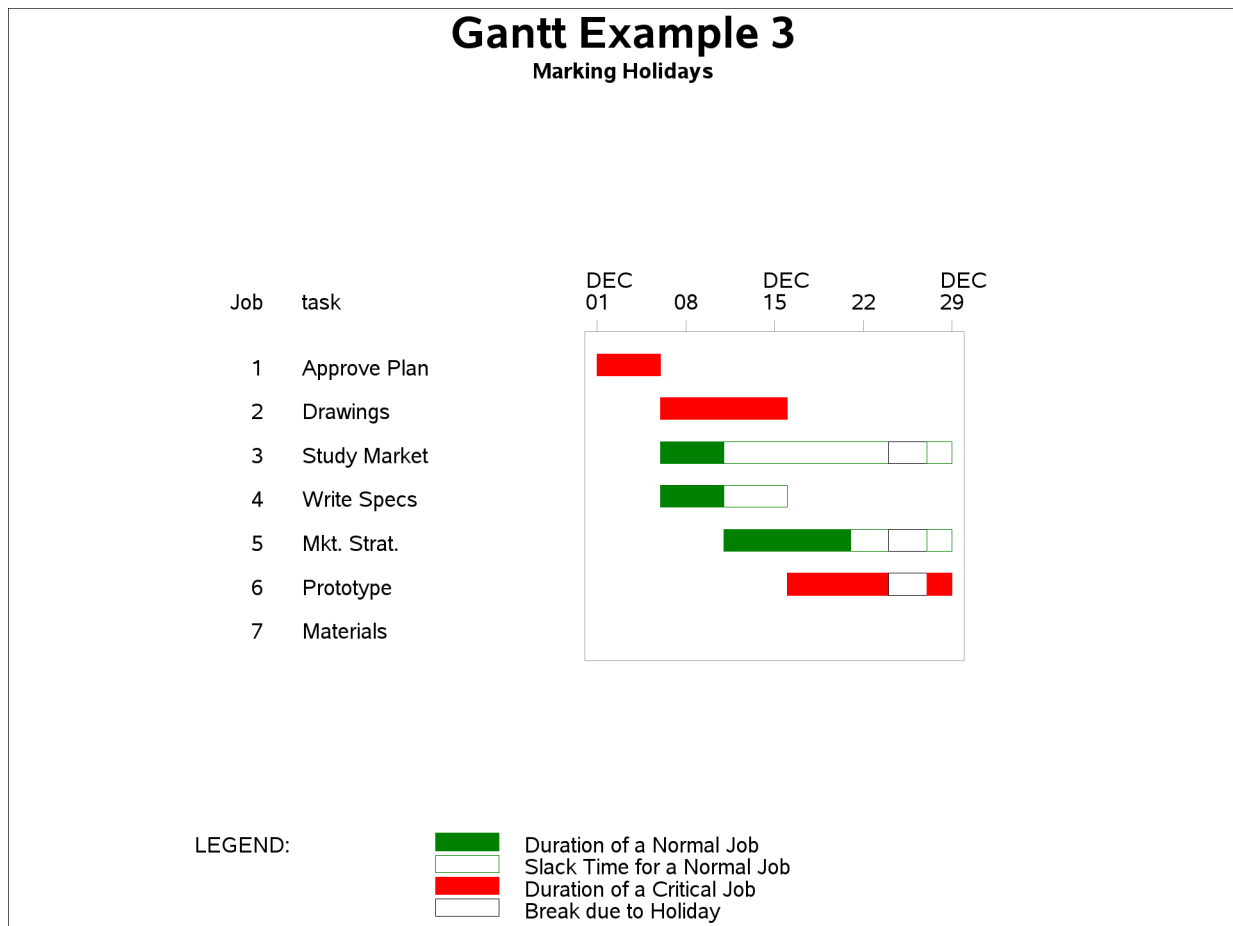 Gantt Example 3
Marking Holidays
DEC DEC DEC
Job task 01 08 15 22 29
1 Approve Plan
2 Drawings
3 Study Market
4 Write Specs
5 Mkt. Strat.
6 Prototype
7 Materials
LEGEND: Duration of a Normal Job
Slack Time for a Normal Job
Duration of a Critical Job
Break due to Holiday